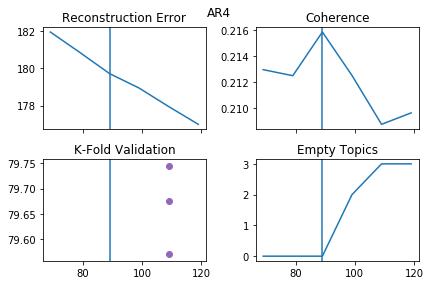 AR4
Reconstruction Error
Coherence
182
180
178
0.216
0.214
0.212
0.210
K-Fold Validation
Empty Topics
79.75
79.70
79.65
79.60
3
2
1
0
80 100 120
80 100 120